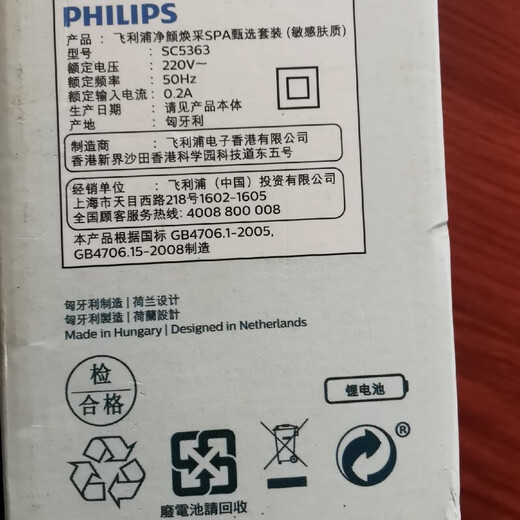 PHILIPS
产品 : 飞利浦净颜焕采SPA甄选套装 (敏感肤质)
型号 : SC5363
额定电压 : 220V～
额定频率 : 50Hz
额定输入电流: 0.2A
生产日期 : 请见产品本体
产地 : 匈牙利
制造商 : 飞利浦电子香港有限公司
香港新界沙田香港科学园科技道东五号
经销单位 : 飞利浦（中国）投资有限公司
上海市天目西路218号1602-1605
全国顾客服务热线: 4008 800 008
本产品根据国标 GB4706.1-2005,
GB4706.15-2008制造
匈牙利制造 | 荷兰设计
匈牙利製造 | 荷蘭設計
Made in Hungary | Designed in Netherlands
检
合格
锂电池
®
廢電池請回收